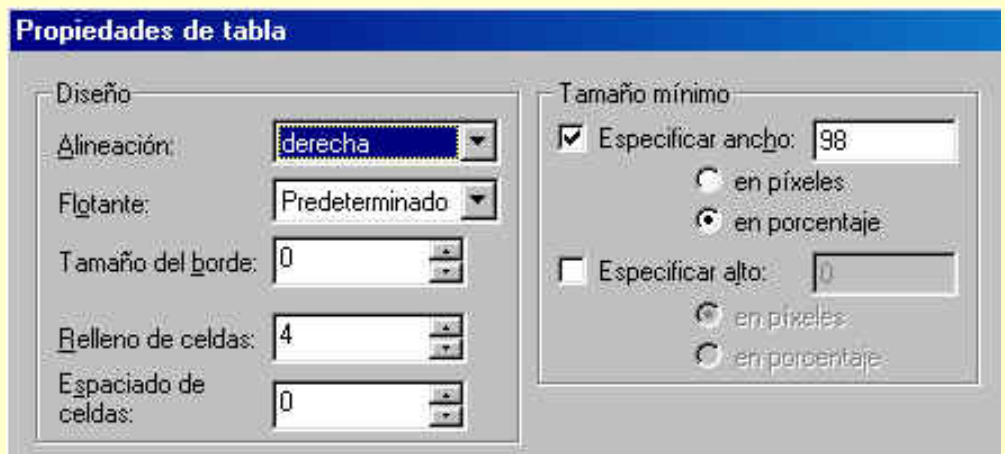 Propiedades de tabla
Diseño
Alineación: derecha
Flotante: Predeterminado
Tamaño del borde: 0
Relleno de celdas: 4
Espaciado de
celdas: 0
Tamaño mínimo
Especificar ancho: 98
en píxeles
en porcentaje
Especificar alto: 0
en píxeles
en porcentaje